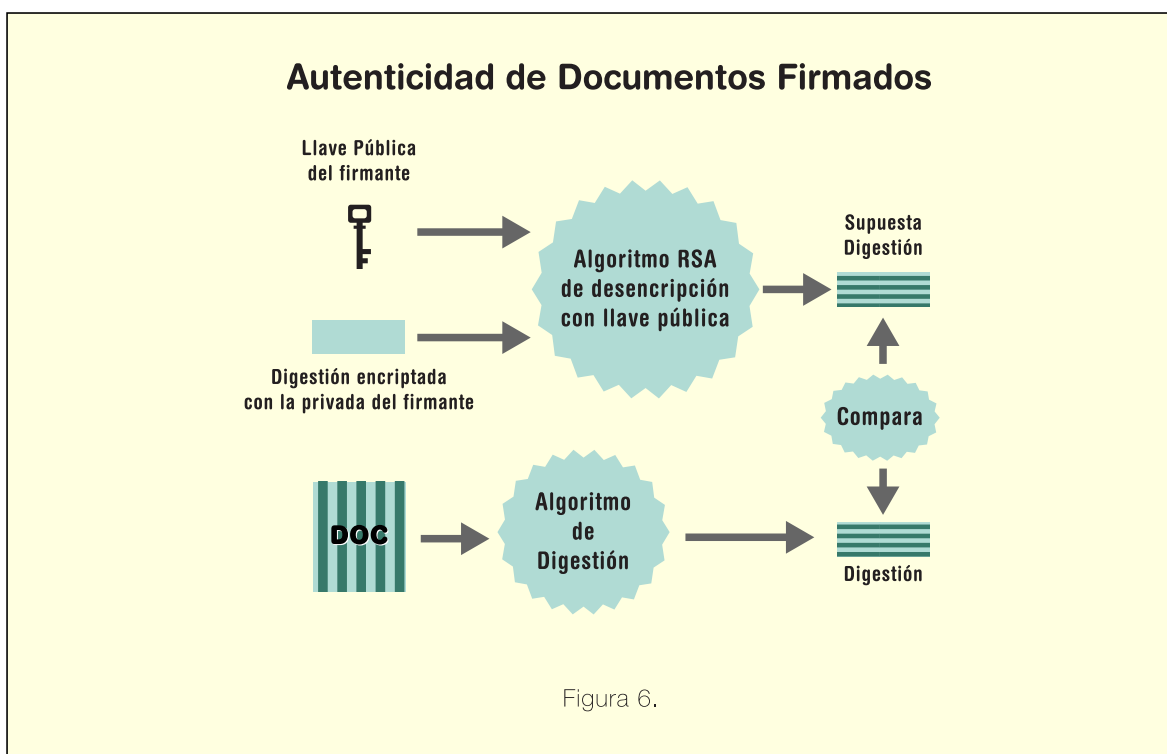 Autenticidad de Documentos Firmados
Llave Pública
del firmante
Algoritmo RSA
de desencripción
con llave pública
Supuesta
Digestión
Digestión encriptada
con la privada del firmante
Compara
DOC
Algoritmo
de
Digestión
Digestión
Figura 6.